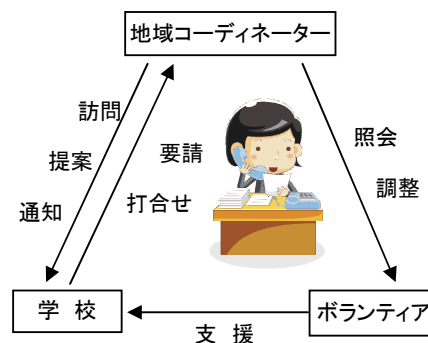 地域コーディネーター
訪問
提案
通知
要請
打合せ
照会
調整
学 校
ボランティア
支 援